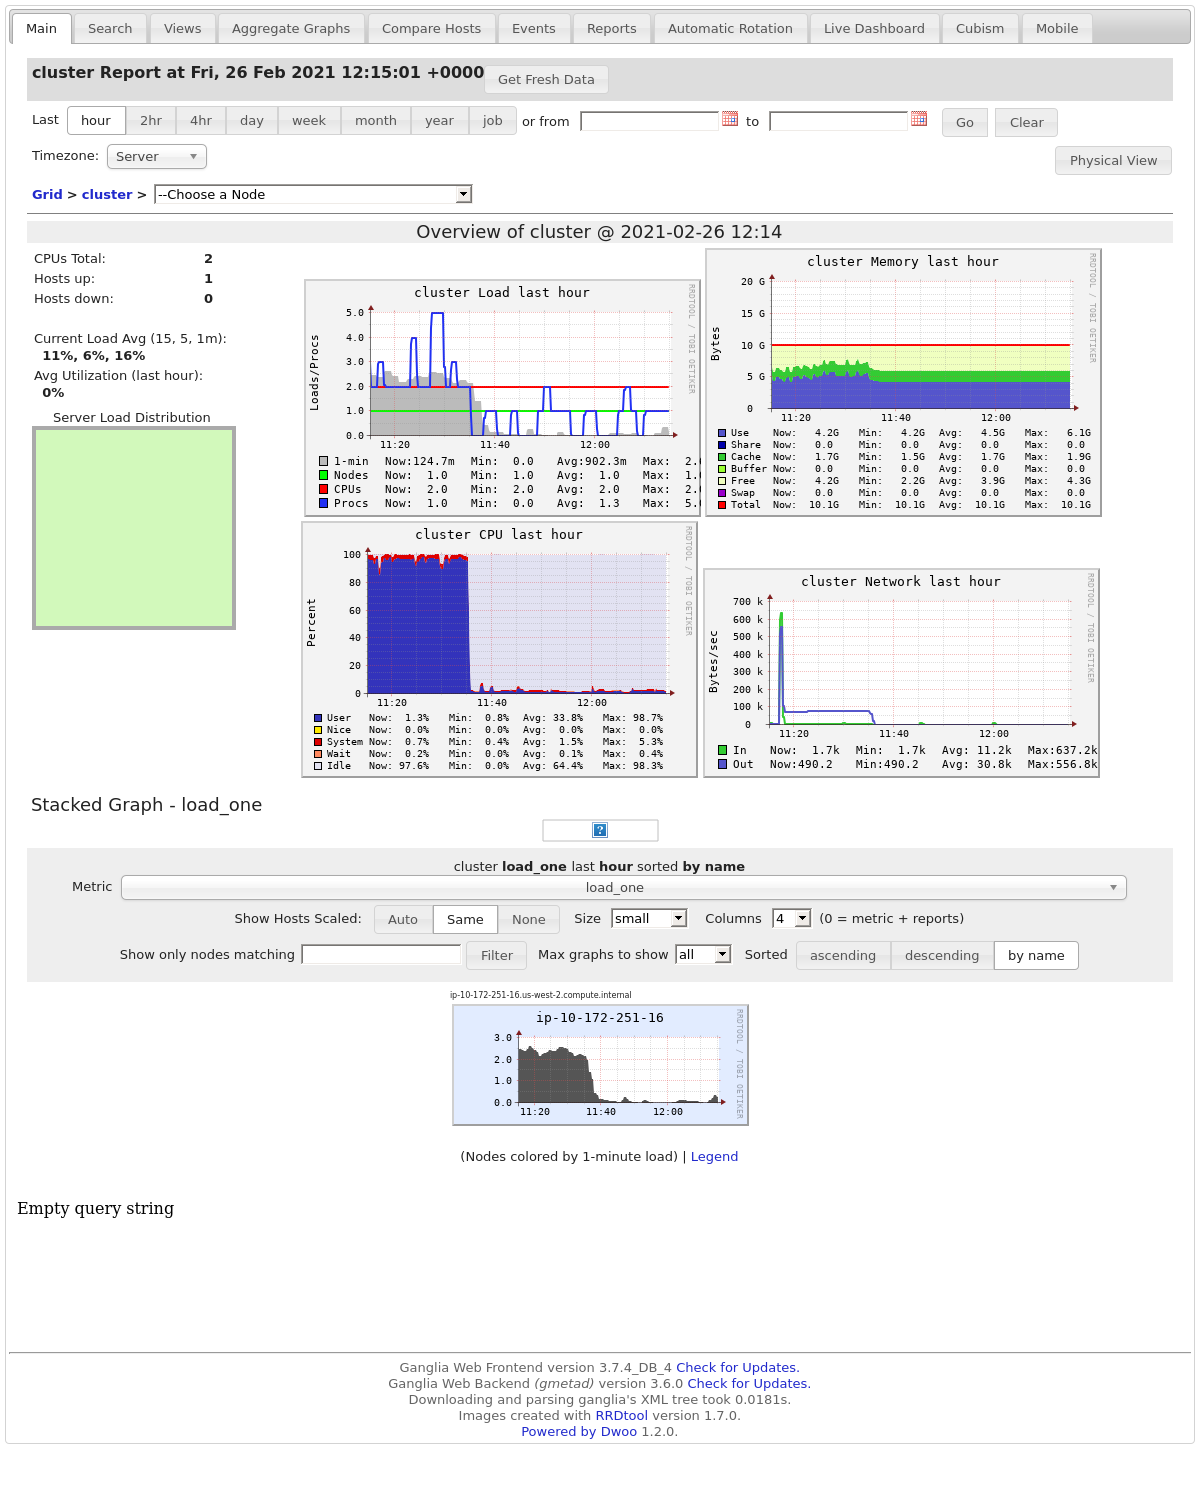 Main Search Views Aggregate Graphs Compare Hosts Events Reports Automatic Rotation Live Dashboard Cubism Mobile
cluster Report at Fri, 26 Feb 2021 12:15:01 +0000 Get Fresh Data
Last hour 2hr 4hr day week month year job or from to Go Clear
Timezone: Server
Physical View
Grid > cluster > --Choose a Node
Overview of cluster @ 2021-02-26 12:14
CPUs Total: 2
Hosts up: 1
Hosts down: 0
Current Load Avg (15, 5, 1m):
11%, 6%, 16%
Avg Utilization (last hour):
0%
Server Load Distribution
cluster Load last hour
RRDTOOL / TOBI OETIKER
Loads/Procs
5.0
4.0
3.0
2.0
1.0
0.0
11:20 11:40 12:00
1-min Now:124.7m Min: 0.0 Avg:902.3m Max: 2.
Nodes Now: 1.0 Min: 1.0 Avg: 1.0 Max: 1.
CPUs Now: 2.0 Min: 2.0 Avg: 2.0 Max: 2.
Procs Now: 1.0 Min: 0.0 Avg: 1.3 Max: 5.
cluster Memory last hour
RRDTOOL / TOBI OETIKER
Bytes
20 G
15 G
10 G
5 G
0
11:20 11:40 12:00
Use Now: 4.2G Min: 4.2G Avg: 4.5G Max: 6.1G
Share Now: 0.0 Min: 0.0 Avg: 0.0 Max: 0.0
Cache Now: 1.7G Min: 1.5G Avg: 1.7G Max: 1.9G
Buffer Now: 0.0 Min: 0.0 Avg: 0.0 Max: 0.0
Free Now: 4.2G Min: 2.2G Avg: 3.9G Max: 4.3G
Swap Now: 0.0 Min: 0.0 Avg: 0.0 Max: 0.0
Total Now: 10.1G Min: 10.1G Avg: 10.1G Max: 10.1G
cluster CPU last hour
RRDTOOL / TOBI OETIKER
Percent
100
80
60
40
20
0
11:20 11:40 12:00
User Now: 1.3% Min: 0.8% Avg: 33.8% Max: 98.7%
Nice Now: 0.0% Min: 0.0% Avg: 0.0% Max: 0.0%
System Now: 0.7% Min: 0.4% Avg: 1.5% Max: 5.3%
Wait Now: 0.2% Min: 0.0% Avg: 0.1% Max: 0.4%
Idle Now: 97.6% Min: 0.0% Avg: 64.4% Max: 98.3%
cluster Network last hour
RRDTOOL / TOBI OETIKER
Bytes/sec
700 k
600 k
500 k
400 k
300 k
200 k
100 k
0
11:20 11:40 12:00
In Now: 1.7k Min: 1.7k Avg: 11.2k Max:637.2k
Out Now:490.2 Min:490.2 Avg: 30.8k Max:556.8k
Stacked Graph - load_one
?
cluster load_one last hour sorted by name
Metric load_one
Show Hosts Scaled: Auto Same None Size small Columns 4 (0 = metric + reports)
Show only nodes matching Filter Max graphs to show all Sorted ascending descending by name
ip-10-172-251-16.us-west-2.compute.internal
ip-10-172-251-16
RRDTOOL / TOBI OETIKER
3.0
2.0
1.0
0.0
11:20 11:40 12:00
(Nodes colored by 1-minute load) | Legend
Empty query string
Ganglia Web Frontend version 3.7.4_DB_4 Check for Updates.
Ganglia Web Backend (gmetad) version 3.6.0 Check for Updates.
Downloading and parsing ganglia's XML tree took 0.0181s.
Images created with RRDtool version 1.7.0.
Powered by Dwoo 1.2.0.